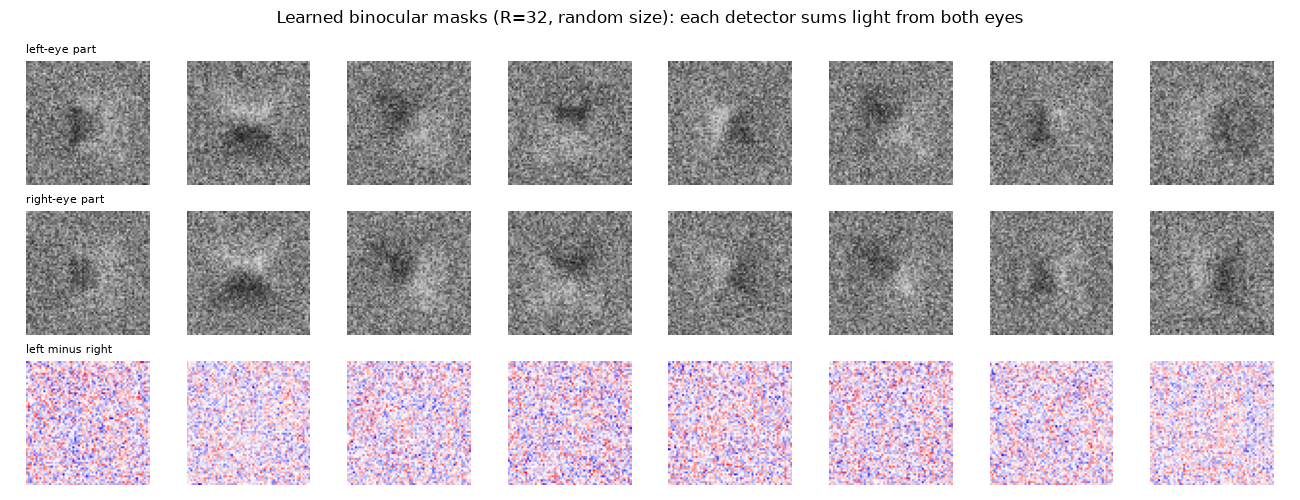 Learned binocular masks (R=32, random size): each detector sums light from both eyes
left-eye part
right-eye part
left minus right